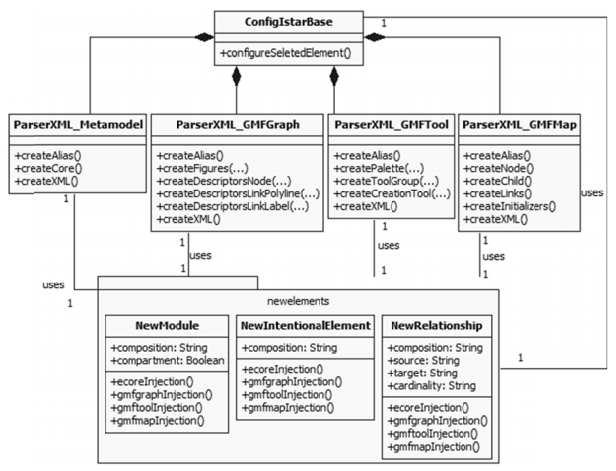 ConfigIstarBase
1
+configureSeletedElement()
ParserXML_Metamodel
+createAlias()
+createCore()
+createXML()
ParserXML_GMFGraph
+createAlias()
+createFigures(...)
+createDescriptorsNode(...)
+createDescriptorsLinkPolyline(...)
+createDescriptorsLinkLabel(...)
+createXML()
ParserXML_GMFTool
+createAlias()
+createPalette(...)
+createToolGroup(...)
+createCreationTool(...)
+createXML()
ParserXML_GMFMap
+createAlias()
+createNode()
+createChild()
+createLinks()
+createInitializers()
+createXML()
uses
1
uses
1
1
uses
1
1
uses
1
1
uses
1
newelements
NewModule
+composition: String
+compartment: Boolean
+ecoreInjection()
+gmfgraphInjection()
+gmftoolInjection()
+gmfmapInjection()
NewIntentionalElement
+composition: String
+ecoreInjection()
+gmfgraphInjection()
+gmftoolInjection()
+gmfmapInjection()
NewRelationship
+composition: String
+source: String
+target: String
+cardinality: String
+ecoreInjection()
+gmfgraphInjection()
+gmftoolInjection()
+gmfmapInjection()
1